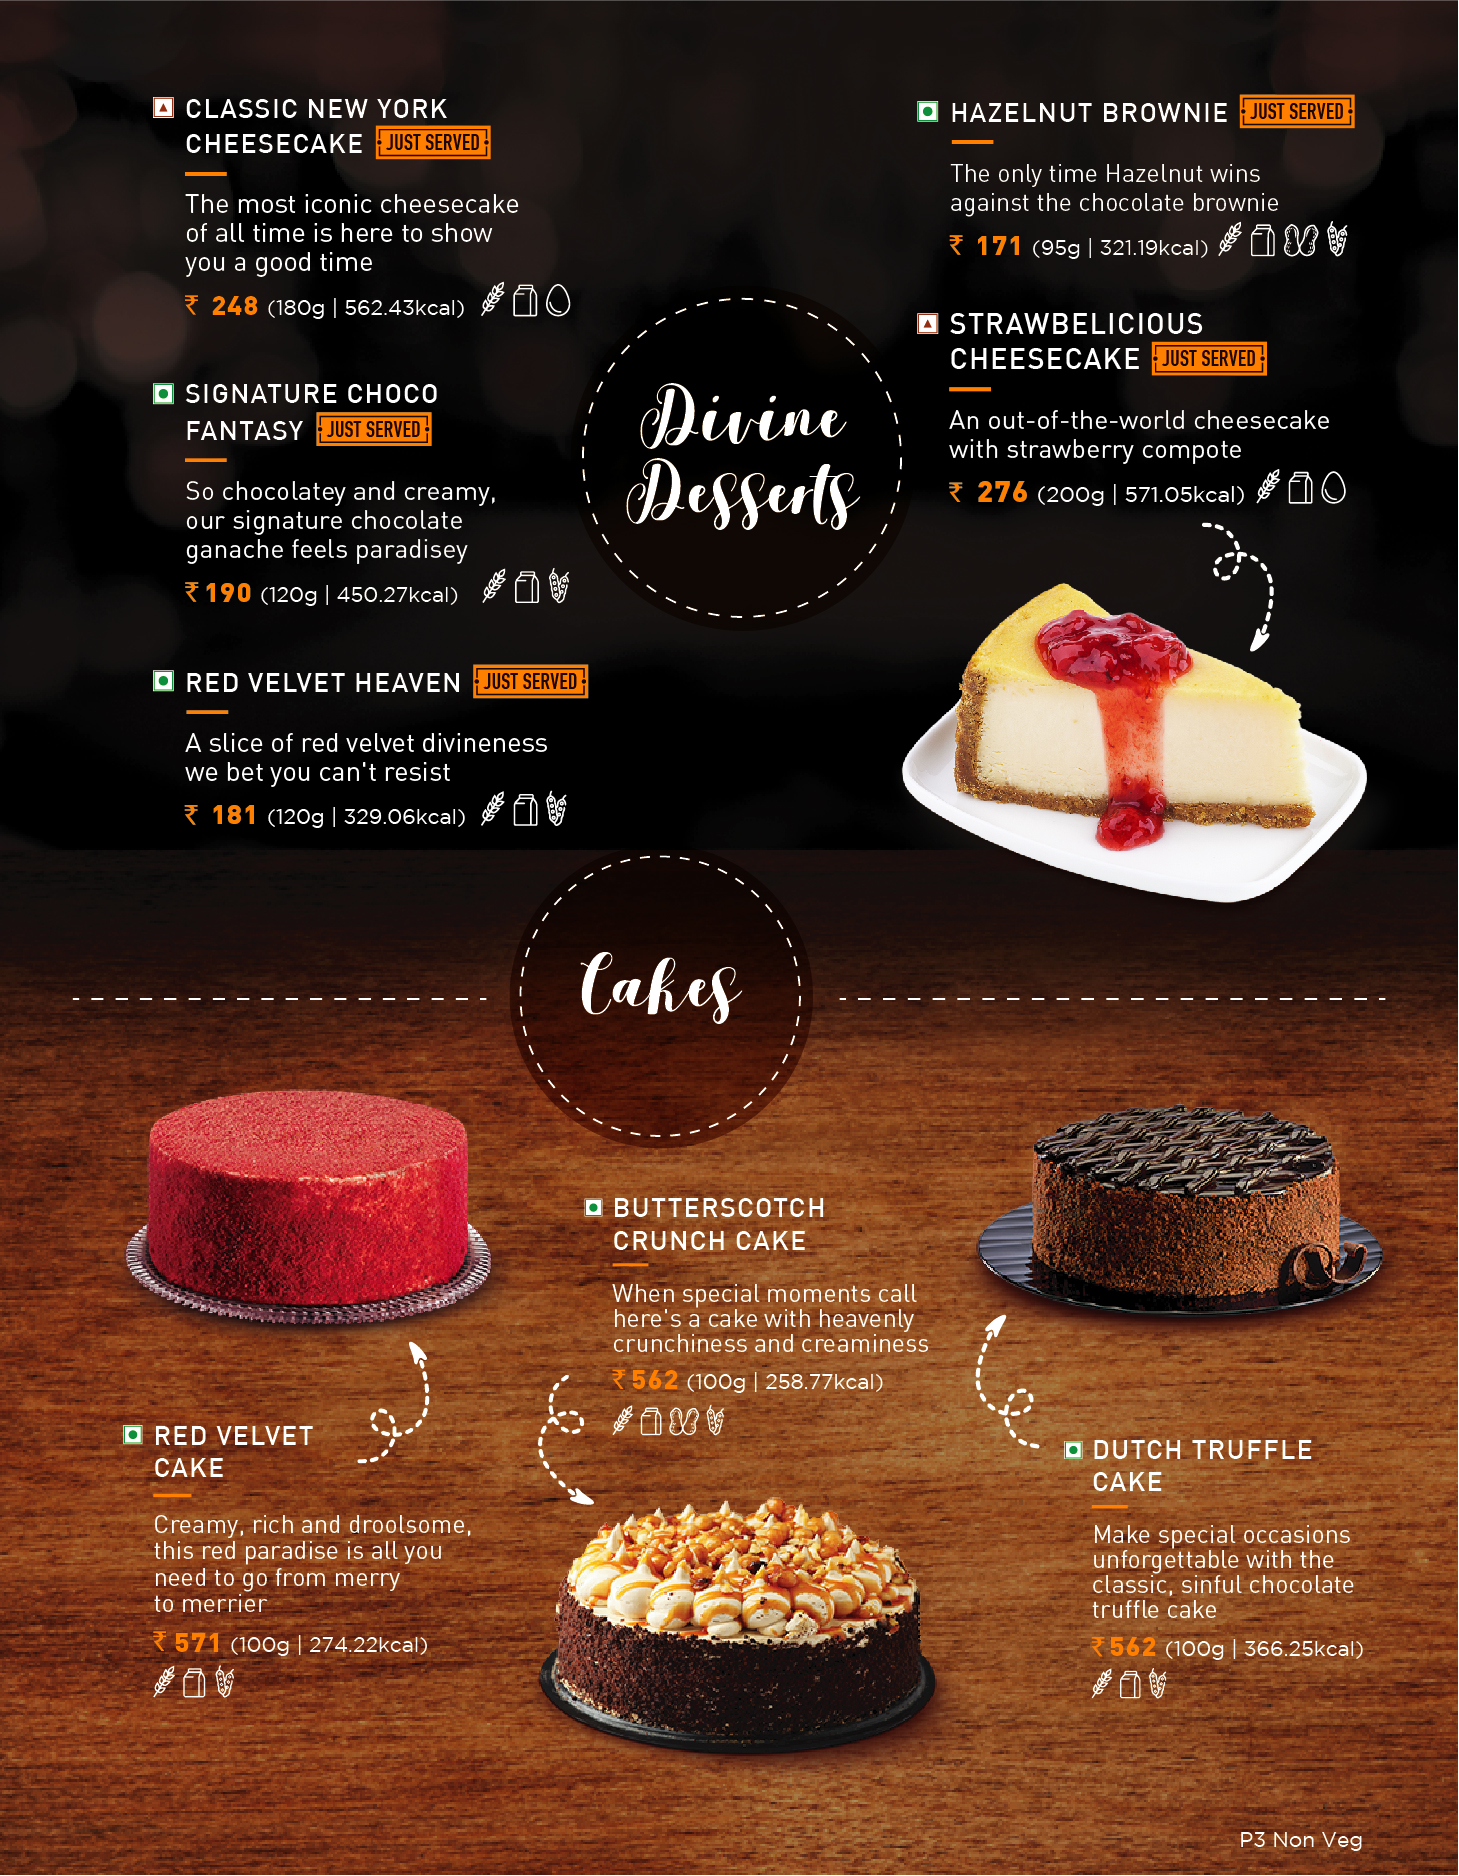 CLASSIC NEW YORK
CHEESECAKE JUST SERVED
The most iconic cheesecake
of all time is here to show
you a good time
₹ 248 (180g | 562.43kcal)
SIGNATURE CHOCO
FANTASY JUST SERVED
So chocolatey and creamy,
our signature chocolate
ganache feels paradisey
₹ 190 (120g | 450.27kcal)
RED VELVET HEAVEN JUST SERVED
A slice of red velvet divineness
we bet you can't resist
₹ 181 (120g | 329.06kcal)
Divine
Desserts
HAZELNUT BROWNIE JUST SERVED
The only time Hazelnut wins
against the chocolate brownie
₹ 171 (95g | 321.19kcal)
STRAWBELICIOUS
CHEESECAKE JUST SERVED
An out-of-the-world cheesecake
with strawberry compote
₹ 276 (200g | 571.05kcal)
Cakes
RED VELVET
CAKE
Creamy, rich and droolsome,
this red paradise is all you
need to go from merry
to merrier
₹ 571 (100g | 274.22kcal)
BUTTERSCOTCH
CRUNCH CAKE
When special moments call
here's a cake with heavenly
crunchiness and creaminess
₹ 562 (100g | 258.77kcal)
DUTCH TRUFFLE
CAKE
Make special occasions
unforgettable with the
classic, sinful chocolate
truffle cake
₹ 562 (100g | 366.25kcal)
P3 Non Veg